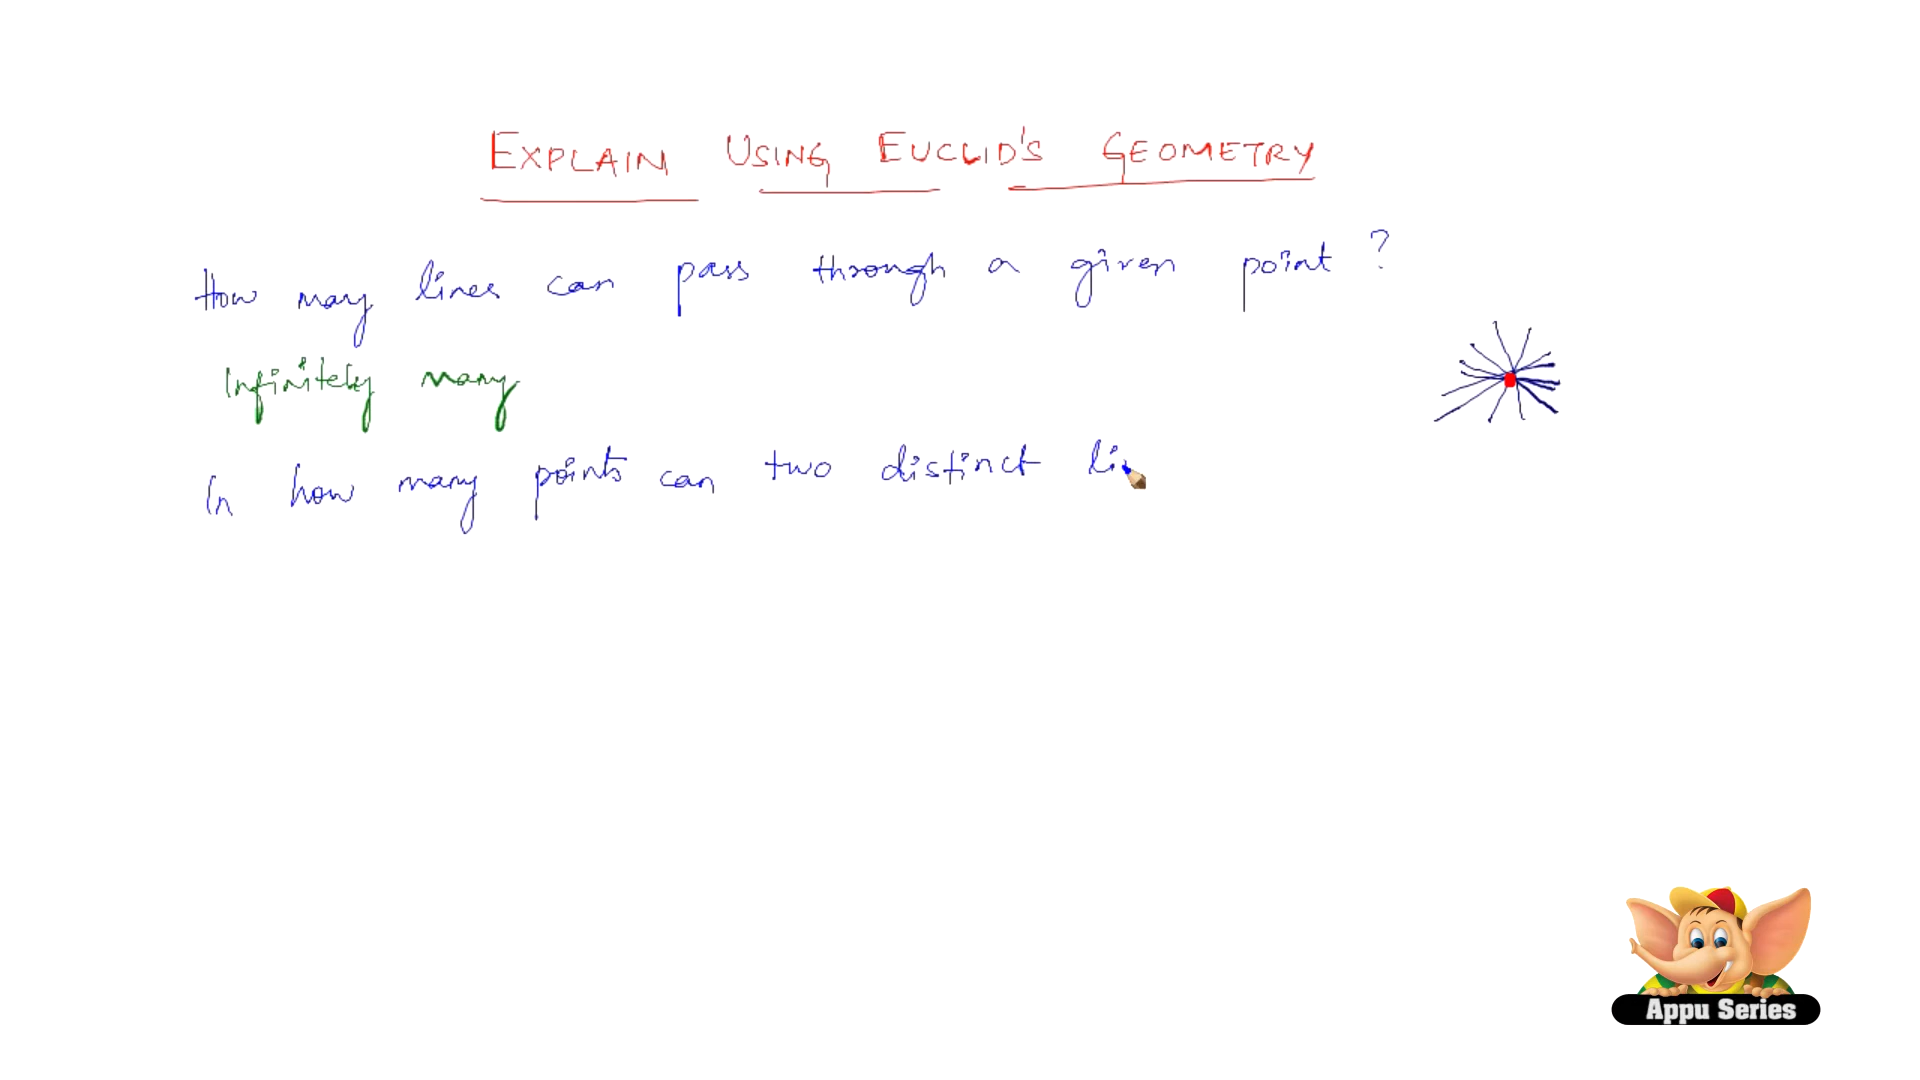 EXPLAIN USING EUCLID'S GEOMETRY
How many lines can pass through a given point?
Infinitely many
In how many points can two distinct li
Appu Series